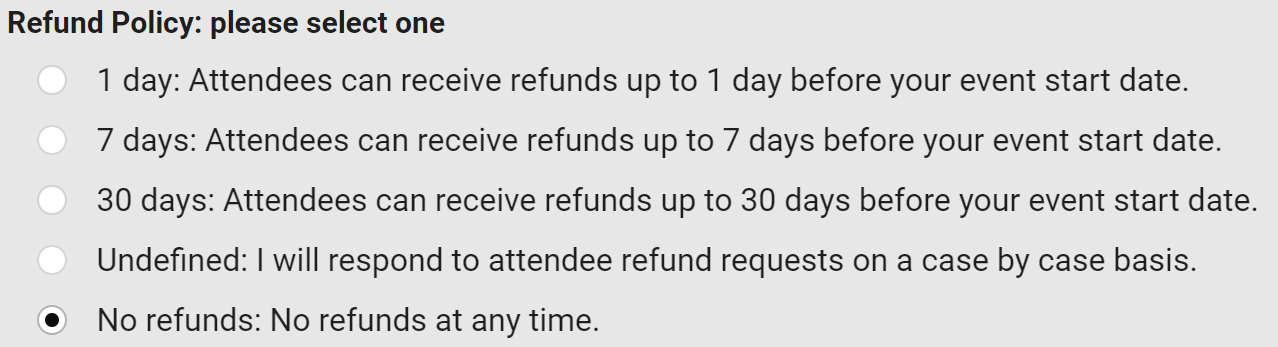 Refund Policy: please select one
1 day: Attendees can receive refunds up to 1 day before your event start date.
7 days: Attendees can receive refunds up to 7 days before your event start date.
30 days: Attendees can receive refunds up to 30 days before your event start date.
Undefined: I will respond to attendee refund requests on a case by case basis.
No refunds: No refunds at any time.